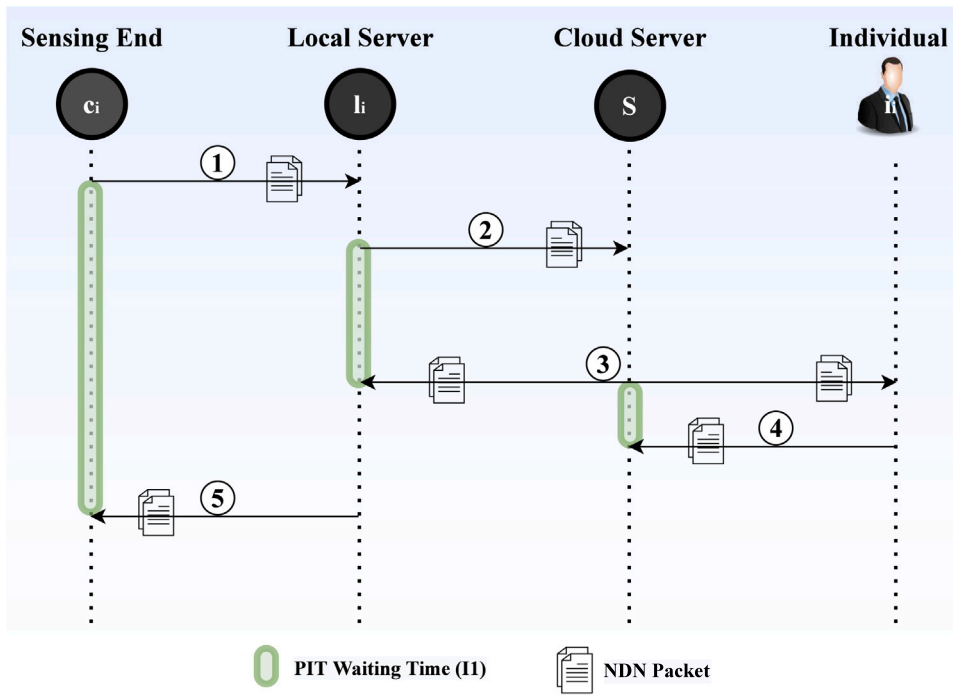 Sensing End Local Server Cloud Server Individual
ci li S ii
1
2
3
4
5
PIT Waiting Time (I1) NDN Packet